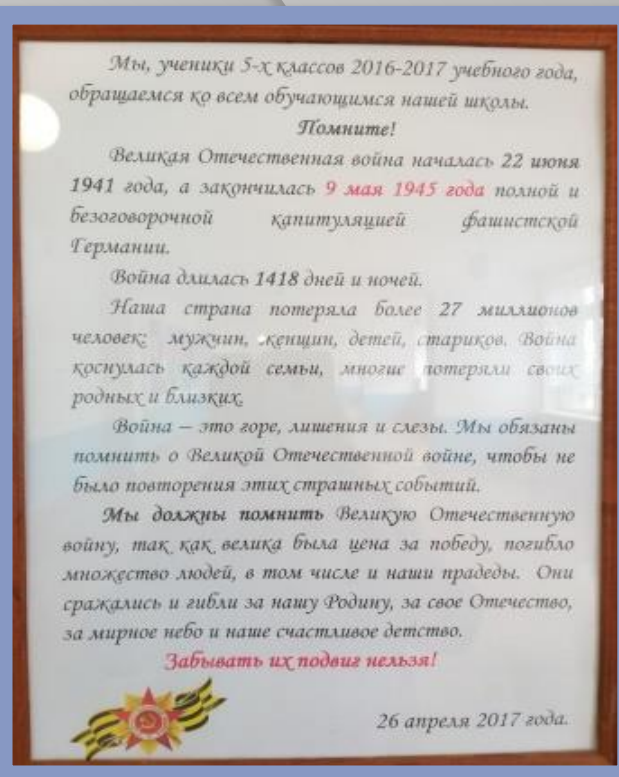 Мы, ученики 5-х классов 2016-2017 учебного года,
обращаемся ко всем обучающимся нашей школы.
Помните!
Великая Отечественная война началась 22 июня
1941 года, а закончилась 9 мая 1945 года полной и
безоговорочной капитуляцией фашистской
Германии.
Война длилась 1418 дней и ночей.
Наша страна потеряла более 27 миллионов
человек: мужчин, женщин, детей, стариков. Война
коснулась каждой семьи, многие потеряли своих
родных и близких.
Война – это горе, лишения и слезы. Мы обязаны
помнить о Великой Отечественной войне, чтобы не
было повторения этих страшных событий.
Мы должны помнить Великую Отечественную
войну, так как велика была цена за победу, погибло
множество людей, в том числе и наши прадеды. Они
сражались и гибли за нашу Родину, за свое Отечество,
за мирное небо и наше счастливое детство.
Забывать их подвиг нельзя!
26 апреля 2017 года.